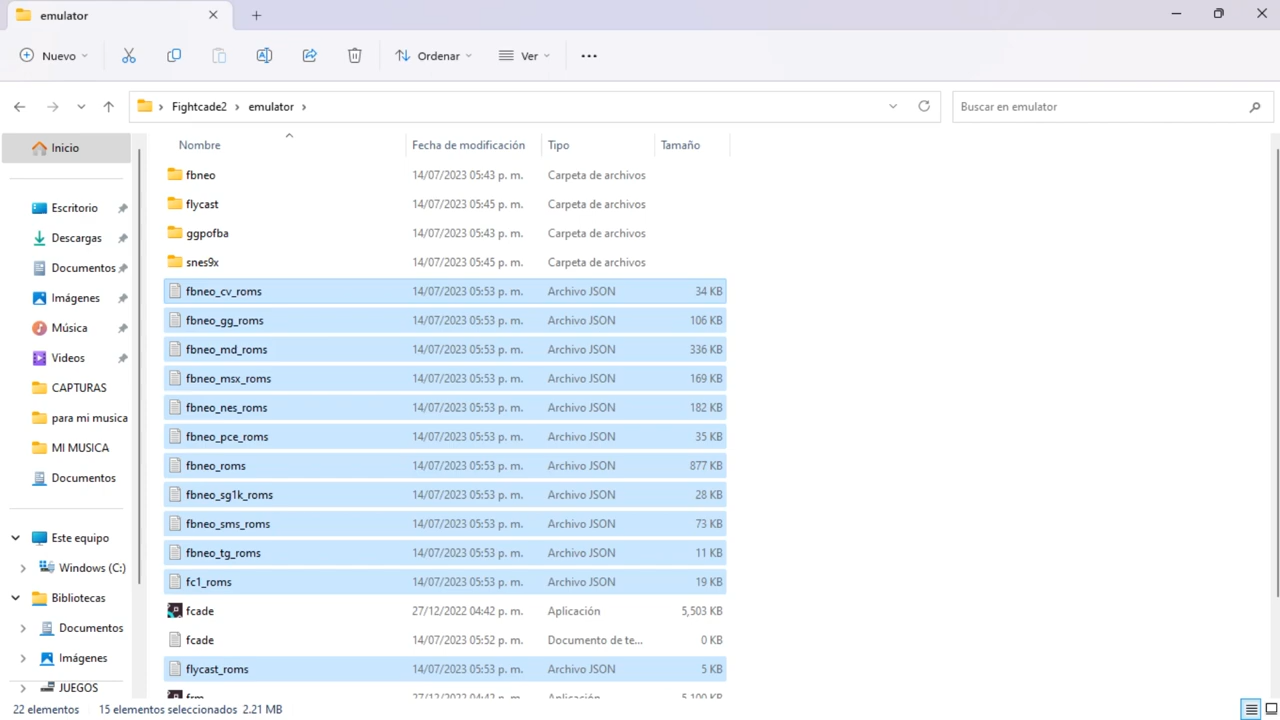 emulator
Nuevo
Ordenar
Ver
Fightcade2 > emulator >
Buscar en emulator
Inicio
Escritorio
Descargas
Documentos
Imágenes
Música
Videos
CAPTURAS
para mi musica
MI MUSICA
Documentos
Este equipo
Windows (C:)
Bibliotecas
Documentos
Imágenes
JUEGOS
Nombre Fecha de modificación Tipo Tamaño
fbneo 14/07/2023 05:43 p. m. Carpeta de archivos
flycast 14/07/2023 05:45 p. m. Carpeta de archivos
ggpofba 14/07/2023 05:43 p. m. Carpeta de archivos
snes9x 14/07/2023 05:45 p. m. Carpeta de archivos
fbneo_cv_roms 14/07/2023 05:53 p. m. Archivo JSON 34 KB
fbneo_gg_roms 14/07/2023 05:53 p. m. Archivo JSON 106 KB
fbneo_md_roms 14/07/2023 05:53 p. m. Archivo JSON 336 KB
fbneo_msx_roms 14/07/2023 05:53 p. m. Archivo JSON 169 KB
fbneo_nes_roms 14/07/2023 05:53 p. m. Archivo JSON 182 KB
fbneo_pce_roms 14/07/2023 05:53 p. m. Archivo JSON 35 KB
fbneo_roms 14/07/2023 05:53 p. m. Archivo JSON 877 KB
fbneo_sg1k_roms 14/07/2023 05:53 p. m. Archivo JSON 28 KB
fbneo_sms_roms 14/07/2023 05:53 p. m. Archivo JSON 73 KB
fbneo_tg_roms 14/07/2023 05:53 p. m. Archivo JSON 11 KB
fc1_roms 14/07/2023 05:53 p. m. Archivo JSON 19 KB
fcade 27/12/2022 04:42 p. m. Aplicación 5,503 KB
fcade 14/07/2023 05:52 p. m. Documento de te... 0 KB
flycast_roms 14/07/2023 05:53 p. m. Archivo JSON 5 KB
frm 27/12/2022 04:42 p. m. Aplicación 5,100 KB
22 elementos 15 elementos seleccionados 2.21 MB